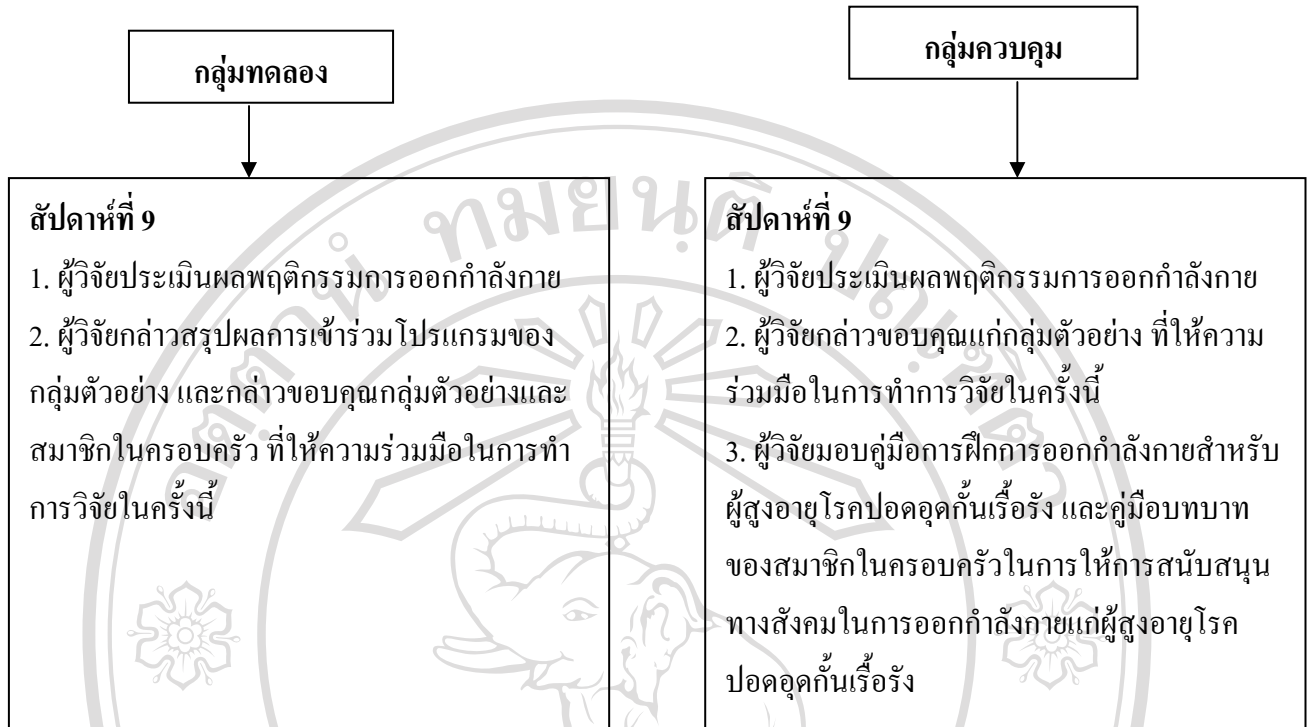 กลุ่มทดลอง
กลุ่มควบคุม
สัปดาห์ที่ 9
1. ผู้วิจัยประเมินผลพฤติกรรมการออกกำลังกาย
2. ผู้วิจัยกล่าวสรุปผลการเข้าร่วมโปรแกรมของ
กลุ่มตัวอย่าง และกล่าวขอบคุณกลุ่มตัวอย่างและ
สมาชิกในครอบครัว ที่ให้ความร่วมมือในการทำ
การวิจัยในครั้งนี้
สัปดาห์ที่ 9
1. ผู้วิจัยประเมินผลพฤติกรรมการออกกำลังกาย
2. ผู้วิจัยกล่าวขอบคุณแก่กลุ่มตัวอย่าง ที่ให้ความ
ร่วมมือในการทำการวิจัยในครั้งนี้
3. ผู้วิจัยมอบคู่มือการฝึกการออกกำลังกายสำหรับ
ผู้สูงอายุโรคปอดอุดกั้นเรื้อรัง และคู่มือบทบาท
ของสมาชิกในครอบครัวในการให้การสนับสนุน
ทางสังคมในการออกกำลังกายแก่ผู้สูงอายุโรค
ปอดอุดกั้นเรื้อรัง